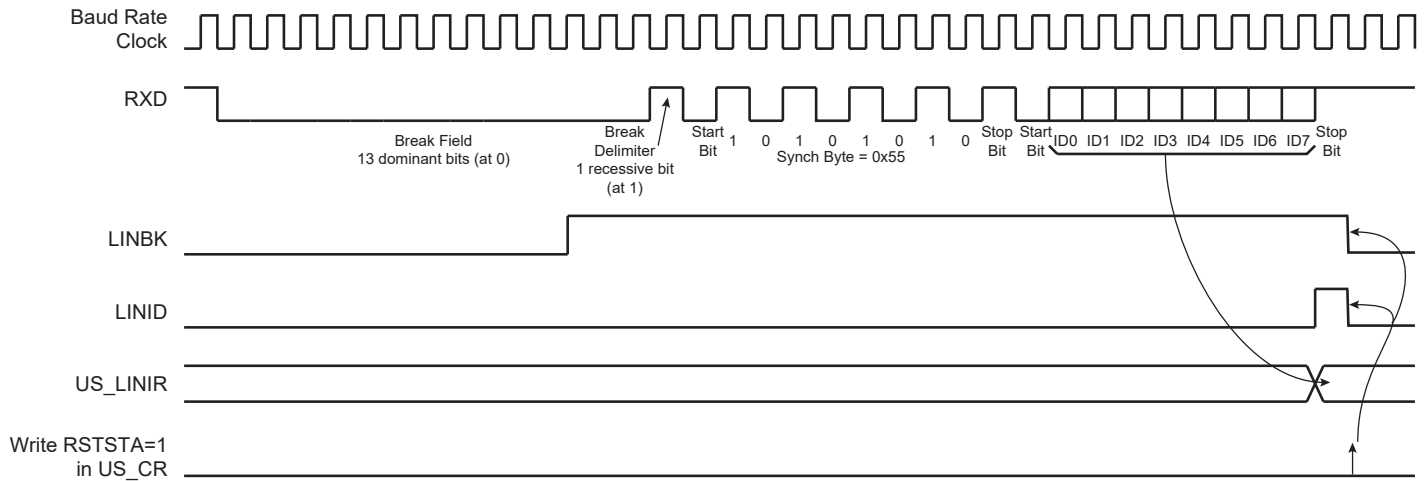 Baud Rate
Clock
RXD
Break Field
13 dominant bits (at 0)
Break
Delimiter
1 recessive bit
(at 1)
Start
Bit
1 0 1 0 1 0 1 0
Synch Byte = 0x55
Stop
Bit
Start
Bit
ID0 ID1 ID2 ID3 ID4 ID5 ID6 ID7
Stop
Bit
LINBK
LINID
US_LINIR
Write RSTSTA=1
in US_CR